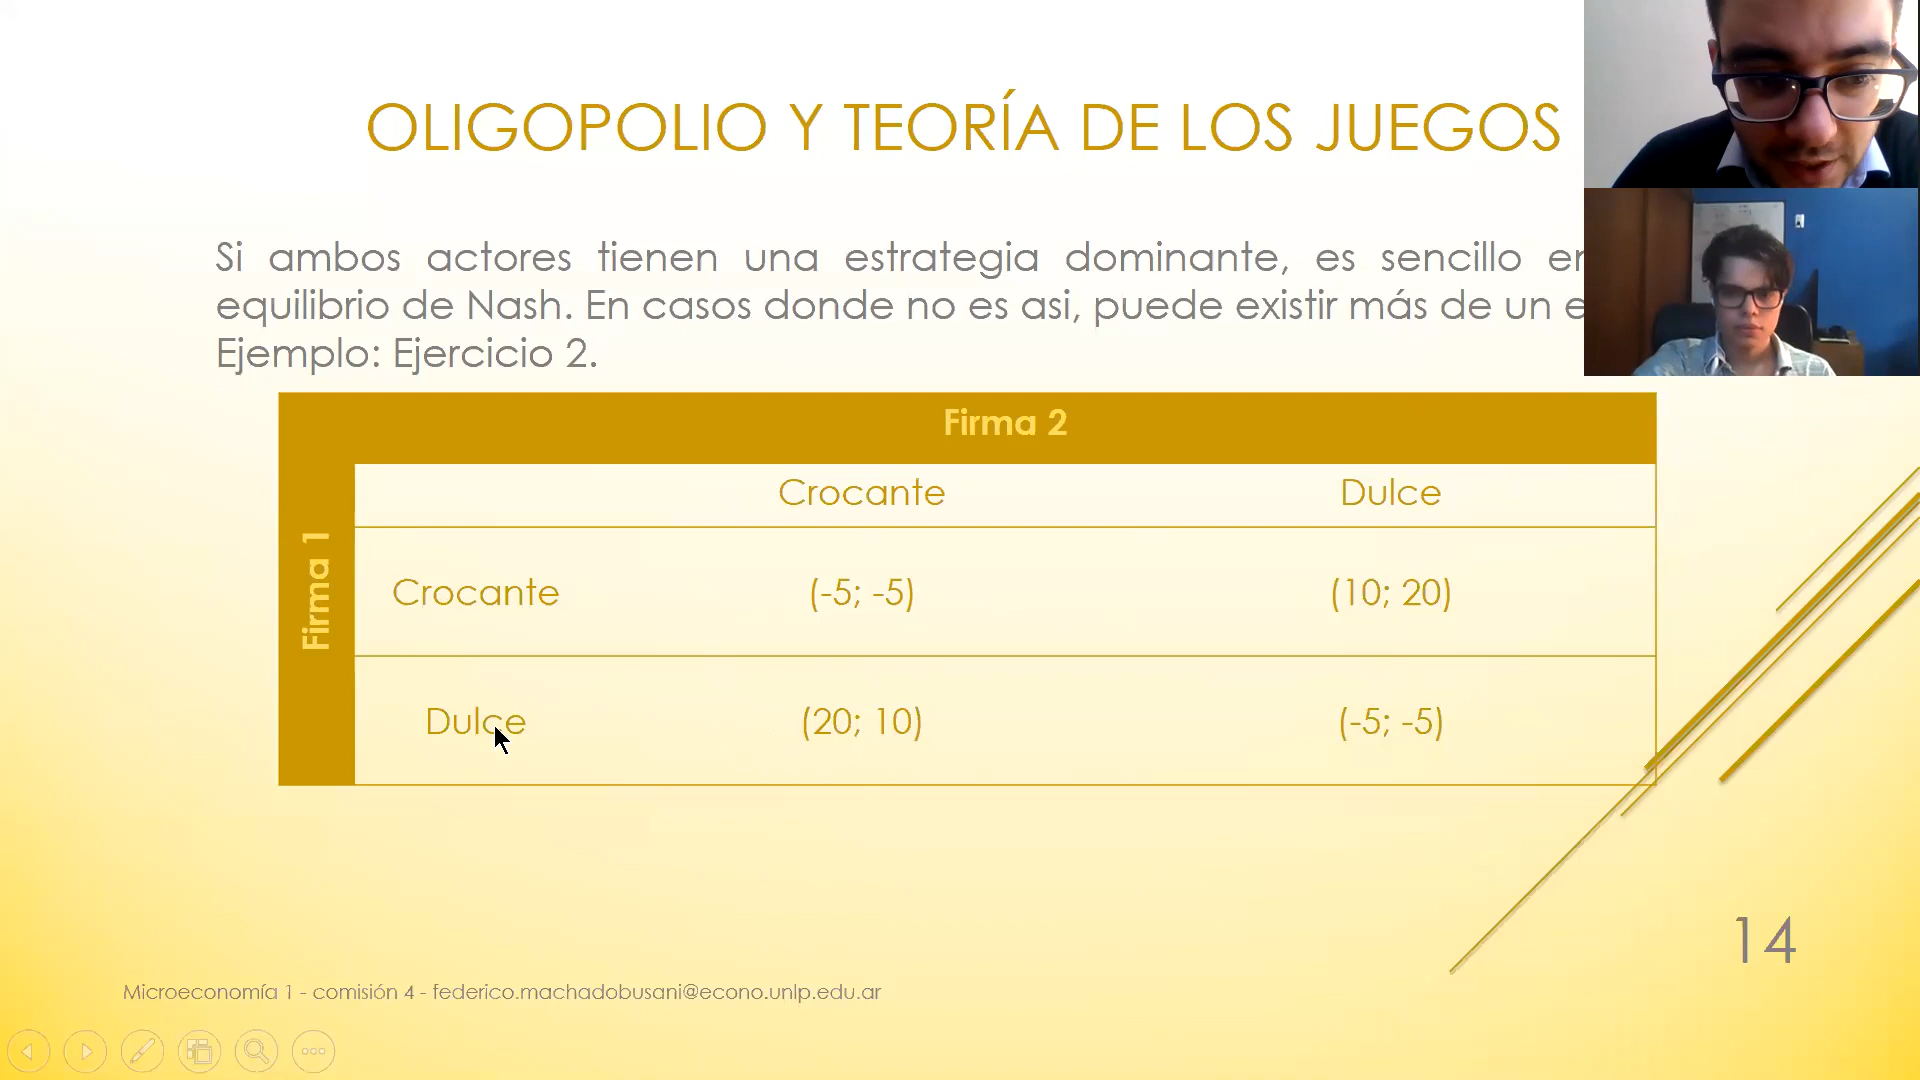 OLIGOPOLIO Y TEORÍA DE LOS JUEGOS
Si ambos actores tienen una estrategia dominante, es sencillo
equilibrio de Nash. En casos donde no es asi, puede existir más de un
Ejemplo: Ejercicio 2.
Firma 2
Firma 1
Crocante Dulce
Crocante (-5; -5) (10; 20)
Dulce (20; 10) (-5; -5)
14
Microeconomía 1 - comisión 4 - federico.machadobusani@econo.unlp.edu.ar